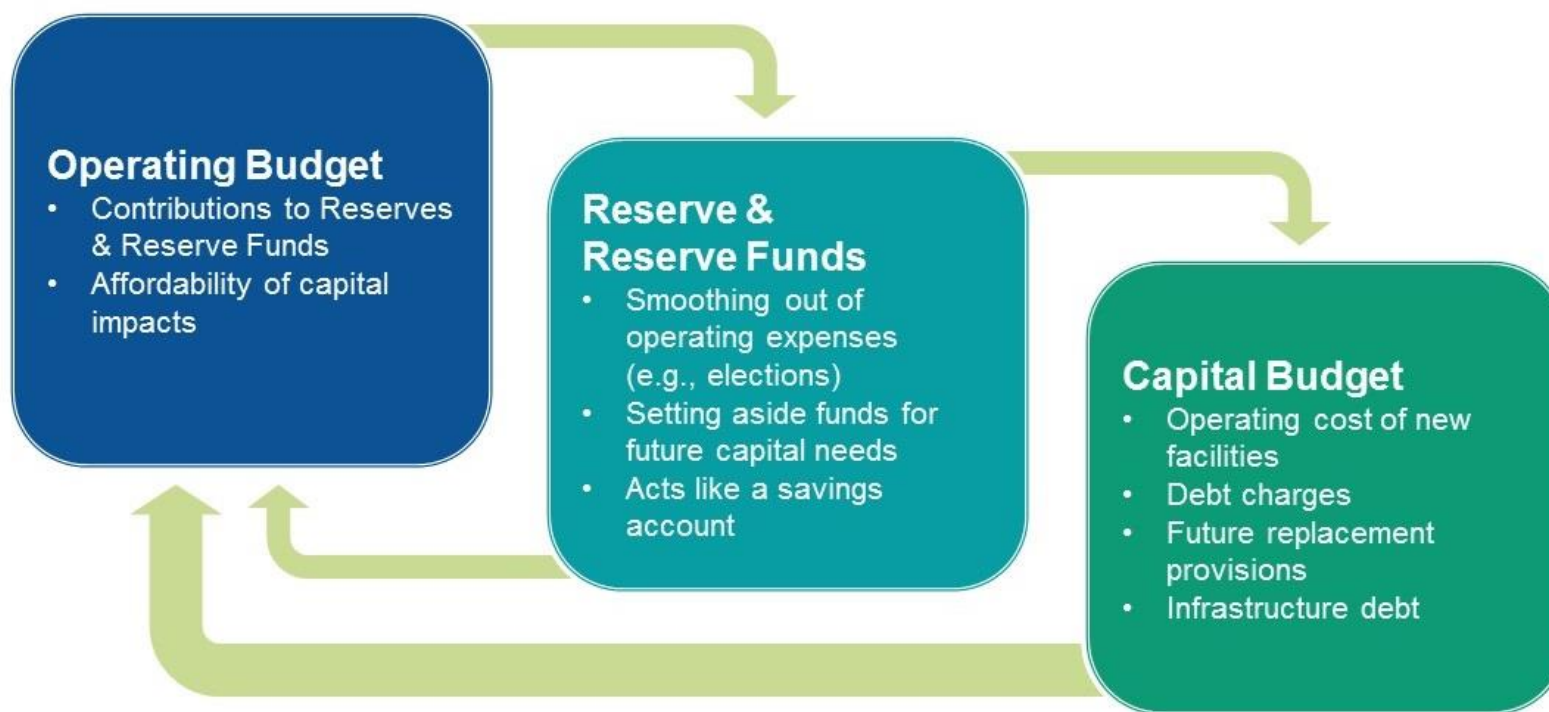 Operating Budget
• Contributions to Reserves
& Reserve Funds
• Affordability of capital
impacts
Reserve &
Reserve Funds
• Smoothing out of
operating expenses
(e.g., elections)
• Setting aside funds for
future capital needs
• Acts like a savings
account
Capital Budget
• Operating cost of new
facilities
• Debt charges
• Future replacement
provisions
• Infrastructure debt